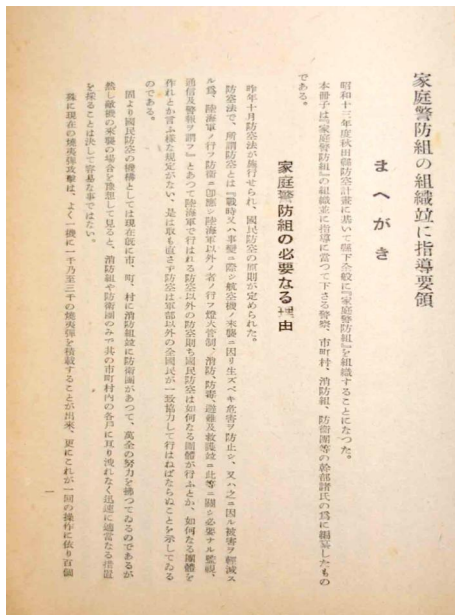 家庭警防組の組織竝に指導要領
まへがき
昭和十三年度秋田縣防空計畫に基いて縣下全般に『家庭警防組』を組織することになつた。
本冊子は『家庭警防組』の組織竝に指導に當つて下さる警察、市町村、消防組、防衞團等の幹部諸氏の爲に編纂したもの
である。
家庭警防組の必要なる理由
昨年十月防空法が施行せられ、國民防空の原則が定められた。
防空法で、所謂防空とは『戰時又ハ事變ニ際シ航空機ノ來襲ニ因リ生ズベキ危害ヲ防止シ、又ハ之ニ因ル被害ヲ輕減ス
ル爲、陸海軍ノ行フ防衞ニ卽應シ陸海軍以外ノ者ノ行フ燈火管制、消防、防毒、避難及救護竝ニ此等ニ關シ必要ナル監視、
通信及警報ヲ謂フ』とあつて陸海軍で行はれる防空以外の防空卽ち國民防空は如何なる團體が行ふとか、如何なる團體を
作れとか言ふ樣な規定がない、是は取も直さず防空は軍部以外の全國民が一致協力して行はねばならぬことを示してゐる
のである。
固より國民防空の機構としては現在既に市、町、村に消防組竝に防衞團があつて、萬全の努力を拂つてゐるのであるが
然し敵機の來襲の場合を豫想して見ると、消防組や防衞團のみで其の市町村內の各戶に亙り洩れなく迅速に適當なる措置
を採ることは決して容易な事ではない。
殊に現在の燒夷彈攻擊は、よく一機に一千乃至三千の燒夷彈を積載することが出來、更にこれが一回の操作に依り百個
一